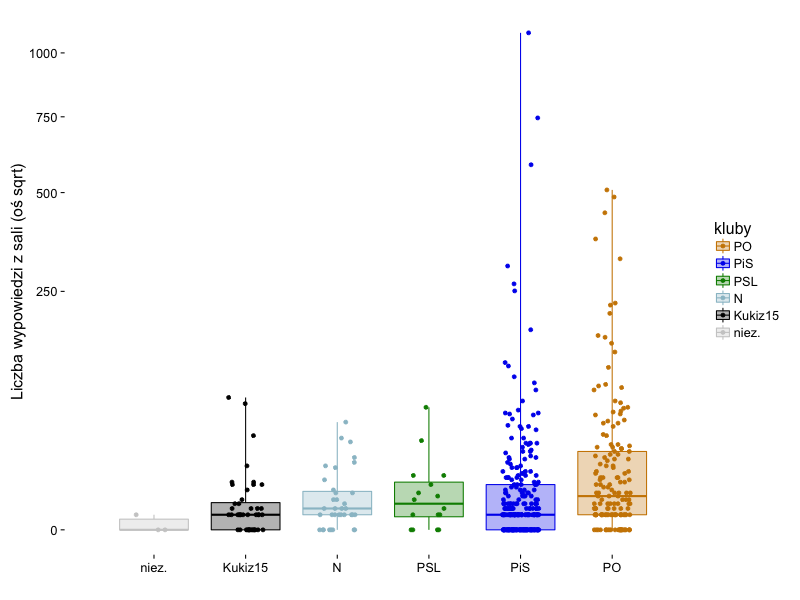 Liczba wypowiedzi z sali (oś sqrt)
1000
750
500
250
0
niez.
Kukiz15
N
PSL
PiS
PO
kluby
PO
PiS
PSL
N
Kukiz15
niez.